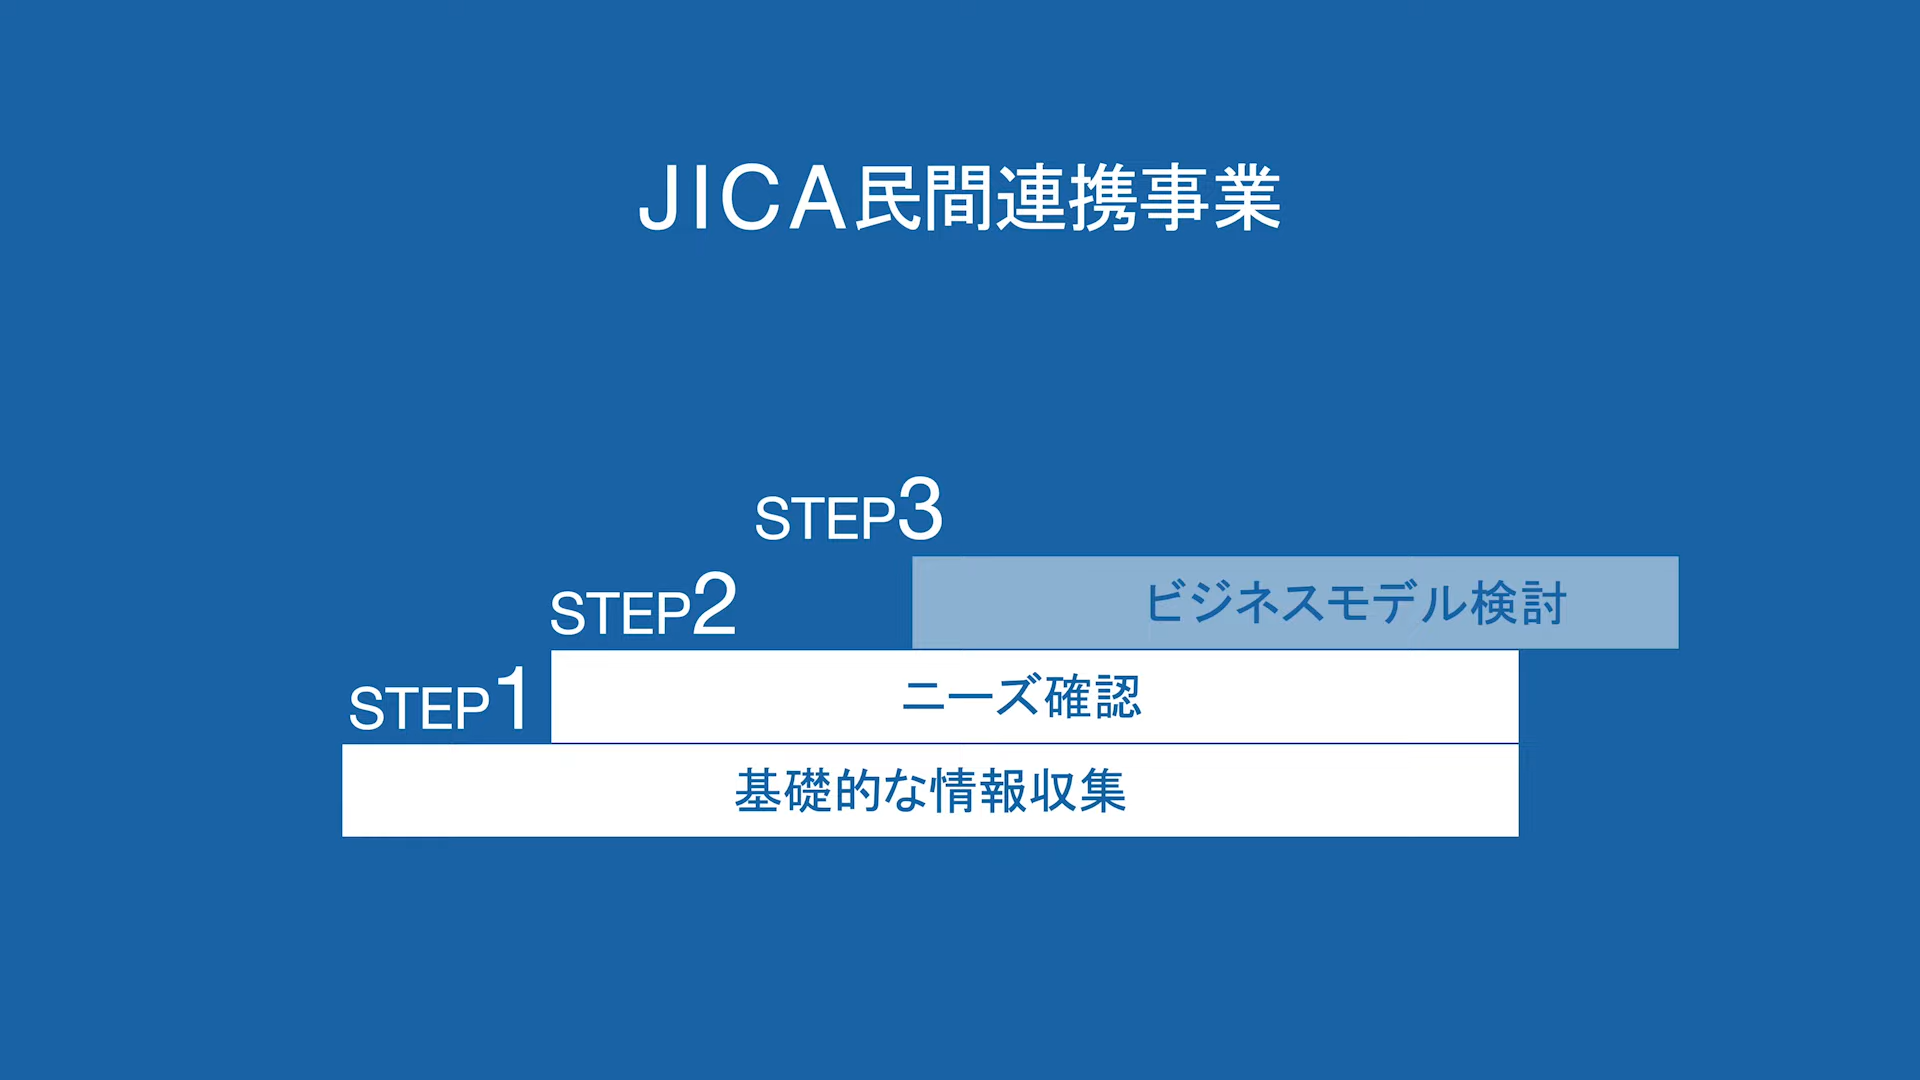 JICA民間連携事業
STEP3
ビジネスモデル検討
STEP2
ニーズ確認
STEP1
基礎的な情報収集